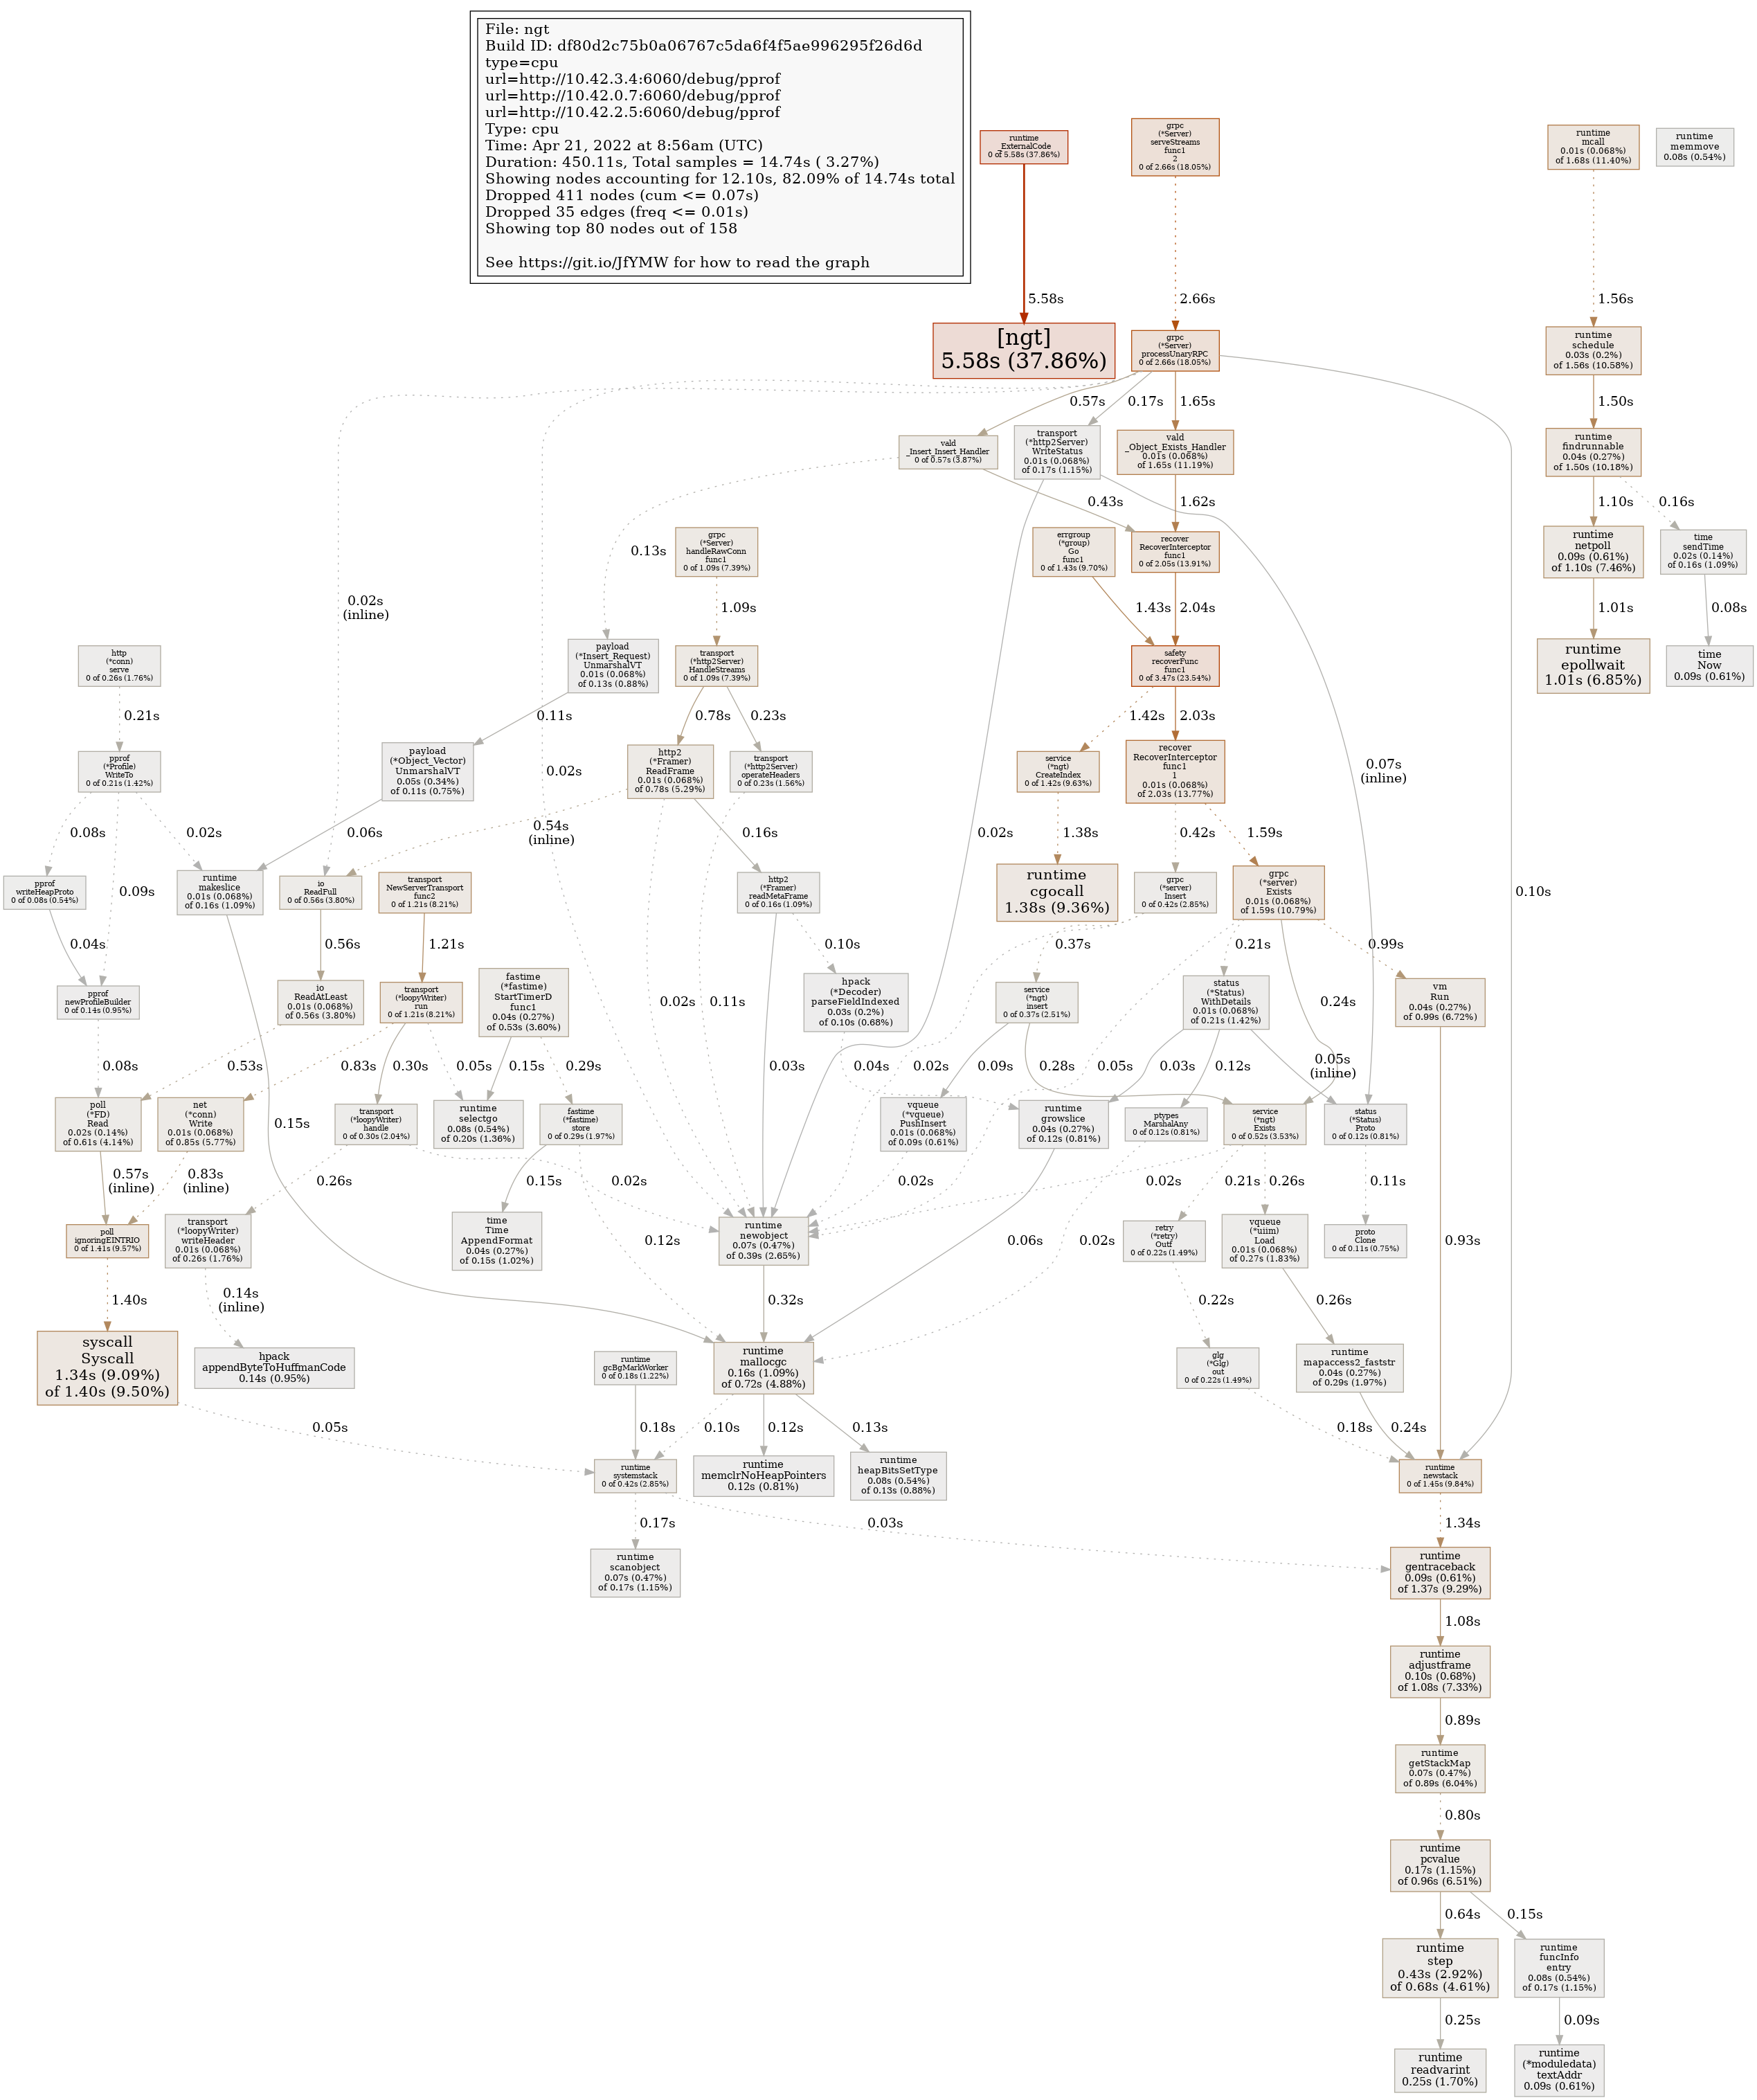 File: ngt
Build ID: df80d2c75b0a06767c5da6f4f5ae996295f26d6d
type=cpu
url=http://10.42.3.4:6060/debug/pprof
url=http://10.42.0.7:6060/debug/pprof
url=http://10.42.2.5:6060/debug/pprof
Type: cpu
Time: Apr 21, 2022 at 8:56am (UTC)
Duration: 450.11s, Total samples = 14.74s ( 3.27%)
Showing nodes accounting for 12.10s, 82.09% of 14.74s total
Dropped 411 nodes (cum <= 0.07s)
Dropped 35 edges (freq <= 0.01s)
Showing top 80 nodes out of 158
See https://git.io/JfYMW for how to read the graph
runtime
_ExternalCode
0 of 5.58s (37.86%)
grpc
(*Server)
serveStreams
func1
2
0 of 2.66s (18.05%)
runtime
mcall
0.01s (0.068%)
of 1.68s (11.40%)
runtime
memmove
0.08s (0.54%)
5.58s
2.66s
1.56s
[ngt]
5.58s (37.86%)
grpc
(*Server)
processUnaryRPC
0 of 2.66s (18.05%)
runtime
schedule
0.03s (0.2%)
of 1.56s (10.58%)
0.57s
0.17s
1.65s
1.50s
vald
_Insert_Insert_Handler
0 of 0.57s (3.87%)
transport
(*http2Server)
WriteStatus
0.01s (0.068%)
of 0.17s (1.15%)
vald
_Object_Exists_Handler
0.01s (0.068%)
of 1.65s (11.19%)
runtime
findrunnable
0.04s (0.27%)
of 1.50s (10.18%)
0.43s
1.62s
1.10s
0.16s
grpc
(*Server)
handleRawConn
func1
0 of 1.09s (7.39%)
errgroup
(*group)
Go
func1
0 of 1.43s (9.70%)
recover
RecoverInterceptor
func1
0 of 2.05s (13.91%)
runtime
netpoll
0.09s (0.61%)
of 1.10s (7.46%)
time
sendTime
0.02s (0.14%)
of 0.16s (1.09%)
0.02s
(inline)
0.13s
1.09s
1.43s
2.04s
1.01s
0.08s
http
(*conn)
serve
0 of 0.26s (1.76%)
payload
(*Insert_Request)
UnmarshalVT
0.01s (0.068%)
of 0.13s (0.88%)
transport
(*http2Server)
HandleStreams
0 of 1.09s (7.39%)
safety
recoverFunc
func1
0 of 3.47s (23.54%)
runtime
epollwait
1.01s (6.85%)
time
Now
0.09s (0.61%)
0.21s
0.11s
0.78s
0.23s
1.42s
2.03s
pprof
(*Profile)
WriteTo
0 of 0.21s (1.42%)
payload
(*Object_Vector)
UnmarshalVT
0.05s (0.34%)
of 0.11s (0.75%)
0.02s
http2
(*Framer)
ReadFrame
0.01s (0.068%)
of 0.78s (5.29%)
transport
(*http2Server)
operateHeaders
0 of 0.23s (1.56%)
service
(*ngt)
CreateIndex
0 of 1.42s (9.63%)
recover
RecoverInterceptor
func1
1
0.01s (0.068%)
of 2.03s (13.77%)
0.07s
(inline)
0.08s
0.02s
0.06s
0.54s
(inline)
0.16s
1.38s
0.42s
1.59s
pprof
writeHeapProto
0 of 0.08s (0.54%)
0.09s
runtime
makeslice
0.01s (0.068%)
of 0.16s (1.09%)
io
ReadFull
0 of 0.56s (3.80%)
transport
NewServerTransport
func2
0 of 1.21s (8.21%)
http2
(*Framer)
readMetaFrame
0 of 0.16s (1.09%)
0.02s
runtime
cgocall
1.38s (9.36%)
grpc
(*server)
Insert
0 of 0.42s (2.85%)
grpc
(*server)
Exists
0.01s (0.068%)
of 1.59s (10.79%)
0.10s
0.04s
0.56s
1.21s
0.10s
0.37s
0.21s
0.99s
pprof
newProfileBuilder
0 of 0.14s (0.95%)
io
ReadAtLeast
0.01s (0.068%)
of 0.56s (3.80%)
transport
(*loopyWriter)
run
0 of 1.21s (8.21%)
fastime
(*fastime)
StartTimerD
func1
0.04s (0.27%)
of 0.53s (3.60%)
0.02s
0.11s
hpack
(*Decoder)
parseFieldIndexed
0.03s (0.2%)
of 0.10s (0.68%)
service
(*ngt)
insert
0 of 0.37s (2.51%)
status
(*Status)
WithDetails
0.01s (0.068%)
of 0.21s (1.42%)
0.24s
vm
Run
0.04s (0.27%)
of 0.99s (6.72%)
0.08s
0.53s
0.83s
0.30s
0.05s
0.15s
0.29s
0.03s
0.04s
0.02s
0.09s
0.28s
0.05s
0.03s
0.12s
0.05s
(inline)
poll
(*FD)
Read
0.02s (0.14%)
of 0.61s (4.14%)
net
(*conn)
Write
0.01s (0.068%)
of 0.85s (5.77%)
0.15s
transport
(*loopyWriter)
handle
0 of 0.30s (2.04%)
runtime
selectgo
0.08s (0.54%)
of 0.20s (1.36%)
fastime
(*fastime)
store
0 of 0.29s (1.97%)
vqueue
(*vqueue)
PushInsert
0.01s (0.068%)
of 0.09s (0.61%)
runtime
growslice
0.04s (0.27%)
of 0.12s (0.81%)
ptypes
MarshalAny
0 of 0.12s (0.81%)
service
(*ngt)
Exists
0 of 0.52s (3.53%)
status
(*Status)
Proto
0 of 0.12s (0.81%)
0.57s
(inline)
0.83s
(inline)
0.26s
0.02s
0.15s
0.02s
0.02s
0.21s
0.26s
0.11s
poll
ignoringEINTRIO
0 of 1.41s (9.57%)
transport
(*loopyWriter)
writeHeader
0.01s (0.068%)
of 0.26s (1.76%)
time
Time
AppendFormat
0.04s (0.27%)
of 0.15s (1.02%)
0.12s
runtime
newobject
0.07s (0.47%)
of 0.39s (2.65%)
0.06s
0.02s
retry
(*retry)
Outf
0 of 0.22s (1.49%)
vqueue
(*uiim)
Load
0.01s (0.068%)
of 0.27s (1.83%)
proto
Clone
0 of 0.11s (0.75%)
0.93s
1.40s
0.14s
(inline)
0.32s
0.22s
0.26s
syscall
Syscall
1.34s (9.09%)
of 1.40s (9.50%)
hpack
appendByteToHuffmanCode
0.14s (0.95%)
runtime
gcBgMarkWorker
0 of 0.18s (1.22%)
runtime
mallocgc
0.16s (1.09%)
of 0.72s (4.88%)
glg
(*Glg)
out
0 of 0.22s (1.49%)
runtime
mapaccess2_faststr
0.04s (0.27%)
of 0.29s (1.97%)
0.05s
0.18s
0.10s
0.12s
0.13s
0.18s
0.24s
runtime
systemstack
0 of 0.42s (2.85%)
runtime
memclrNoHeapPointers
0.12s (0.81%)
runtime
heapBitsSetType
0.08s (0.54%)
of 0.13s (0.88%)
runtime
newstack
0 of 1.45s (9.84%)
0.17s
0.03s
1.34s
runtime
scanobject
0.07s (0.47%)
of 0.17s (1.15%)
runtime
gentraceback
0.09s (0.61%)
of 1.37s (9.29%)
1.08s
runtime
adjustframe
0.10s (0.68%)
of 1.08s (7.33%)
0.89s
runtime
getStackMap
0.07s (0.47%)
of 0.89s (6.04%)
0.80s
runtime
pcvalue
0.17s (1.15%)
of 0.96s (6.51%)
0.64s
0.15s
runtime
step
0.43s (2.92%)
of 0.68s (4.61%)
runtime
funcInfo
entry
0.08s (0.54%)
of 0.17s (1.15%)
0.25s
0.09s
runtime
readvarint
0.25s (1.70%)
runtime
(*moduledata)
textAddr
0.09s (0.61%)